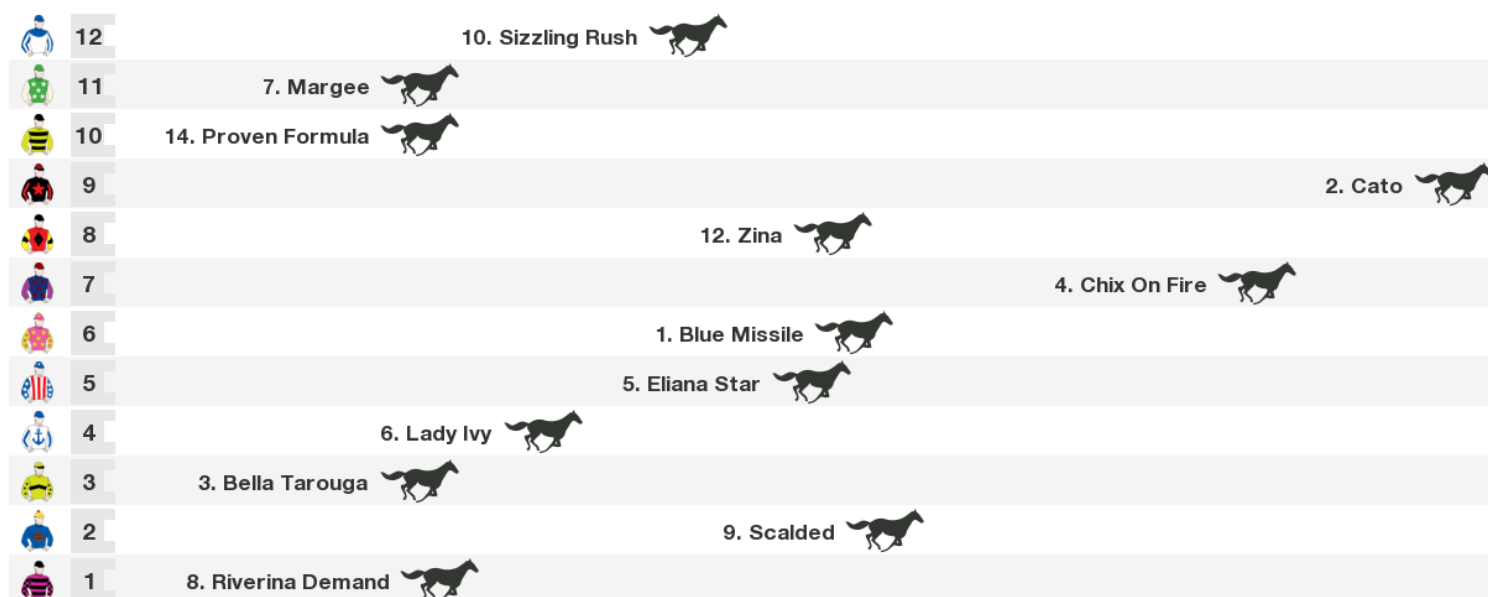 12 10. Sizzling Rush
11 7. Margee
10 14. Proven Formula
9 2. Cato
8 12. Zina
7 4. Chix On Fire
6 1. Blue Missile
5 5. Eliana Star
4 6. Lady Ivy
3 3. Bella Tarouga
2 9. Scalded
1 8. Riverina Demand